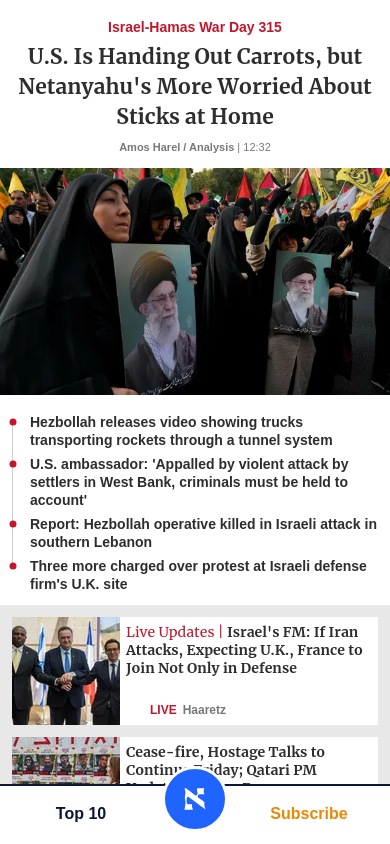 Israel-Hamas War Day 315
U.S. Is Handing Out Carrots, but
Netanyahu's More Worried About
Sticks at Home
Amos Harel / Analysis | 12:32
Hezbollah releases video showing trucks
transporting rockets through a tunnel system
U.S. ambassador: 'Appalled by violent attack by
settlers in West Bank, criminals must be held to
account'
Report: Hezbollah operative killed in Israeli attack in
southern Lebanon
Three more charged over protest at Israeli defense
firm's U.K. site
Live Updates | Israel's FM: If Iran
Attacks, Expecting U.K., France to
Join Not Only in Defense
LIVE Haaretz
Cease-fire, Hostage Talks to
Qatari PM
Top 10
Subscribe